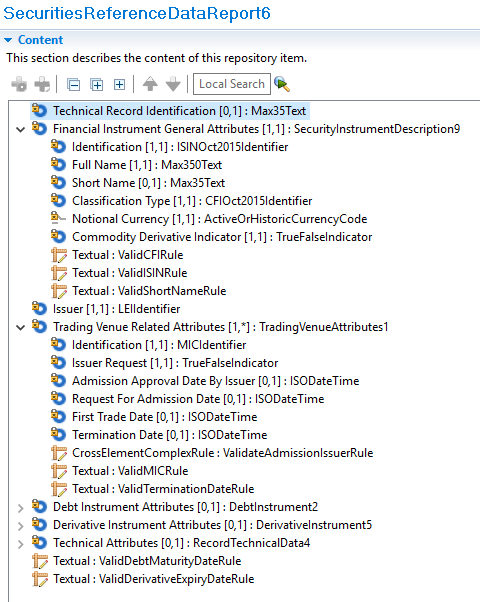 SecuritiesReferenceDataReport6
Content
This section describes the content of this repository item.
Local Search
Technical Record Identification [0,1] : Max35Text
Financial Instrument General Attributes [1,1] : SecurityInstrumentDescription9
Identification [1,1] : ISINOct2015Identifier
Full Name [1,1] : Max350Text
Short Name [0,1] : Max35Text
Classification Type [1,1] : CFIOct2015Identifier
Notional Currency [1,1] : ActiveOrHistoricCurrencyCode
Commodity Derivative Indicator [1,1] : TrueFalseIndicator
Textual : ValidCFIRule
Textual : ValidISINRule
Textual : ValidShortNameRule
Issuer [1,1] : LEIIdentifier
Trading Venue Related Attributes [1,*] : TradingVenueAttributes1
Identification [1,1] : MICIdentifier
Issuer Request [1,1] : TrueFalseIndicator
Admission Approval Date By Issuer [0,1] : ISODateTime
Request For Admission Date [0,1] : ISODateTime
First Trade Date [0,1] : ISODateTime
Termination Date [0,1] : ISODateTime
CrossElementComplexRule : ValidateAdmissionIssuerRule
Textual : ValidMICRule
Textual : ValidTerminationDateRule
Debt Instrument Attributes [0,1] : DebtInstrument2
Derivative Instrument Attributes [0,1] : DerivativeInstrument5
Technical Attributes [0,1] : RecordTechnicalData4
Textual : ValidDebtMaturityDateRule
Textual : ValidDerivativeExpiryDateRule